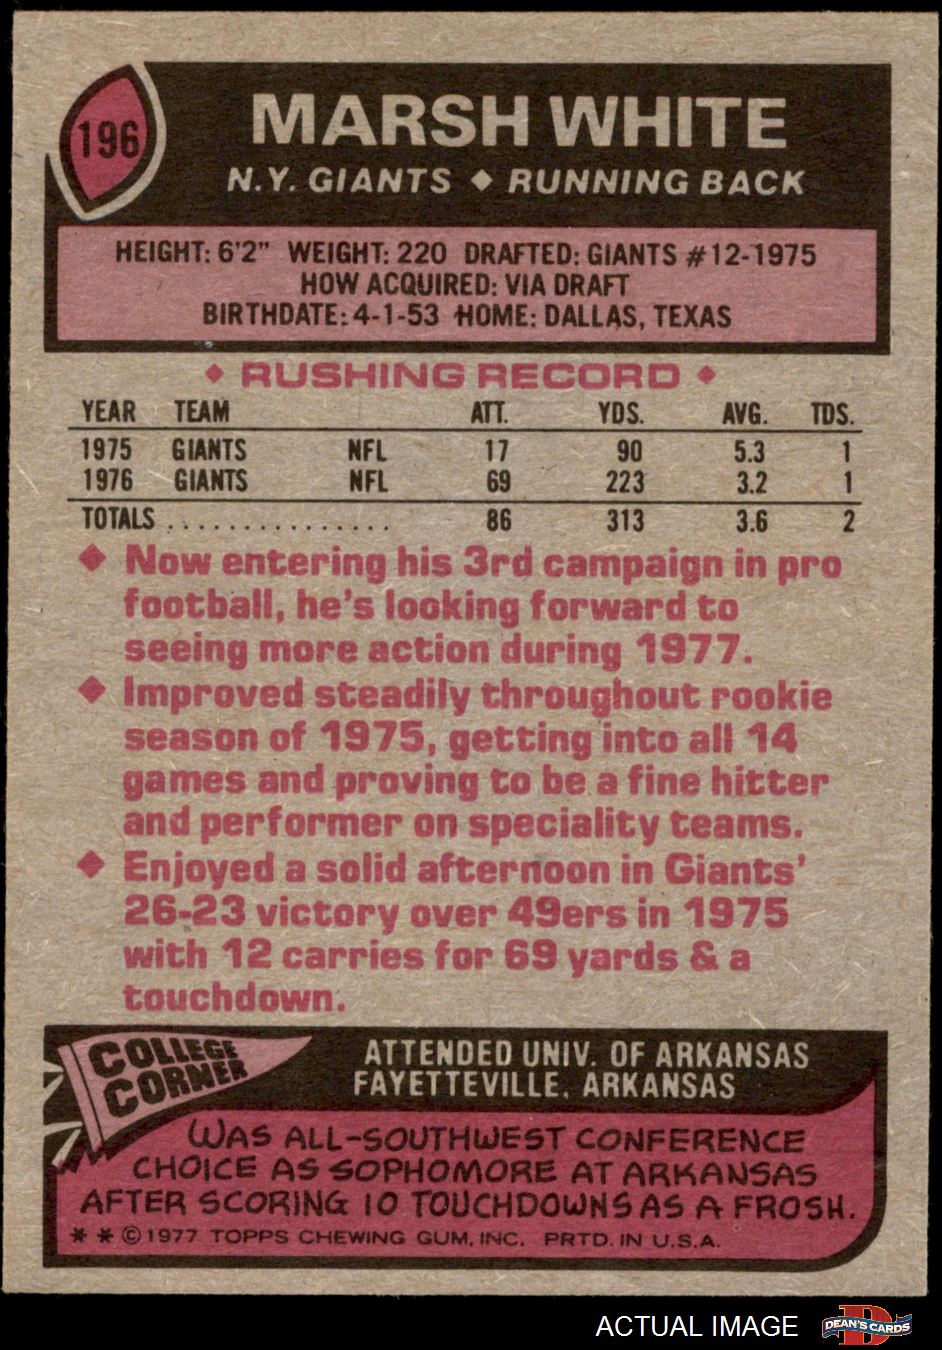 196
MARSH WHITE
N.Y. GIANTS ♦ RUNNING BACK
HEIGHT: 6'2" WEIGHT: 220 DRAFTED: GIANTS #12-1975
HOW ACQUIRED: VIA DRAFT
BIRTHDATE: 4-1-53 HOME: DALLAS, TEXAS
♦ RUSHING RECORD ♦
YEAR TEAM ATT. YDS. AVG. TDS.
1975 GIANTS NFL 17 90 5.3 1
1976 GIANTS NFL 69 223 3.2 1
TOTALS ................ 86 313 3.6 2
♦ Now entering his 3rd campaign in pro
football, he's looking forward to
seeing more action during 1977.
♦ Improved steadily throughout rookie
season of 1975, getting into all 14
games and proving to be a fine hitter
and performer on speciality teams.
♦ Enjoyed a solid afternoon in Giants'
26-23 victory over 49ers in 1975
with 12 carries for 69 yards & a
touchdown.
COLLEGE
CORNER
ATTENDED UNIV. OF ARKANSAS
FAYETTEVILLE, ARKANSAS
WAS ALL-SOUTHWEST CONFERENCE
CHOICE AS SOPHOMORE AT ARKANSAS
AFTER SCORING 10 TOUCHDOWNS AS A FROSH.
* * © 1977 TOPPS CHEWING GUM, INC. PRTD. IN U.S.A.
ACTUAL IMAGE
D
DEAN'S CARDS